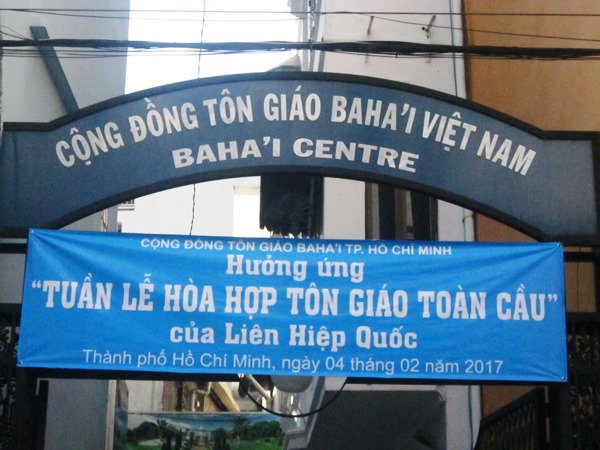 CỘNG ĐỒNG TÔN GIÁO BAHA'I VIỆT NAM
BAHA'I CENTRE
CỘNG ĐỒNG TÔN GIÁO BAHA'I TP. HỒ CHÍ MINH
Hưởng ứng
"TUẦN LỄ HÒA HỢP TÔN GIÁO TOÀN CẦU"
của Liên Hiệp Quốc
Thành phố Hồ Chí Minh, ngày 04 tháng 02 năm 2017